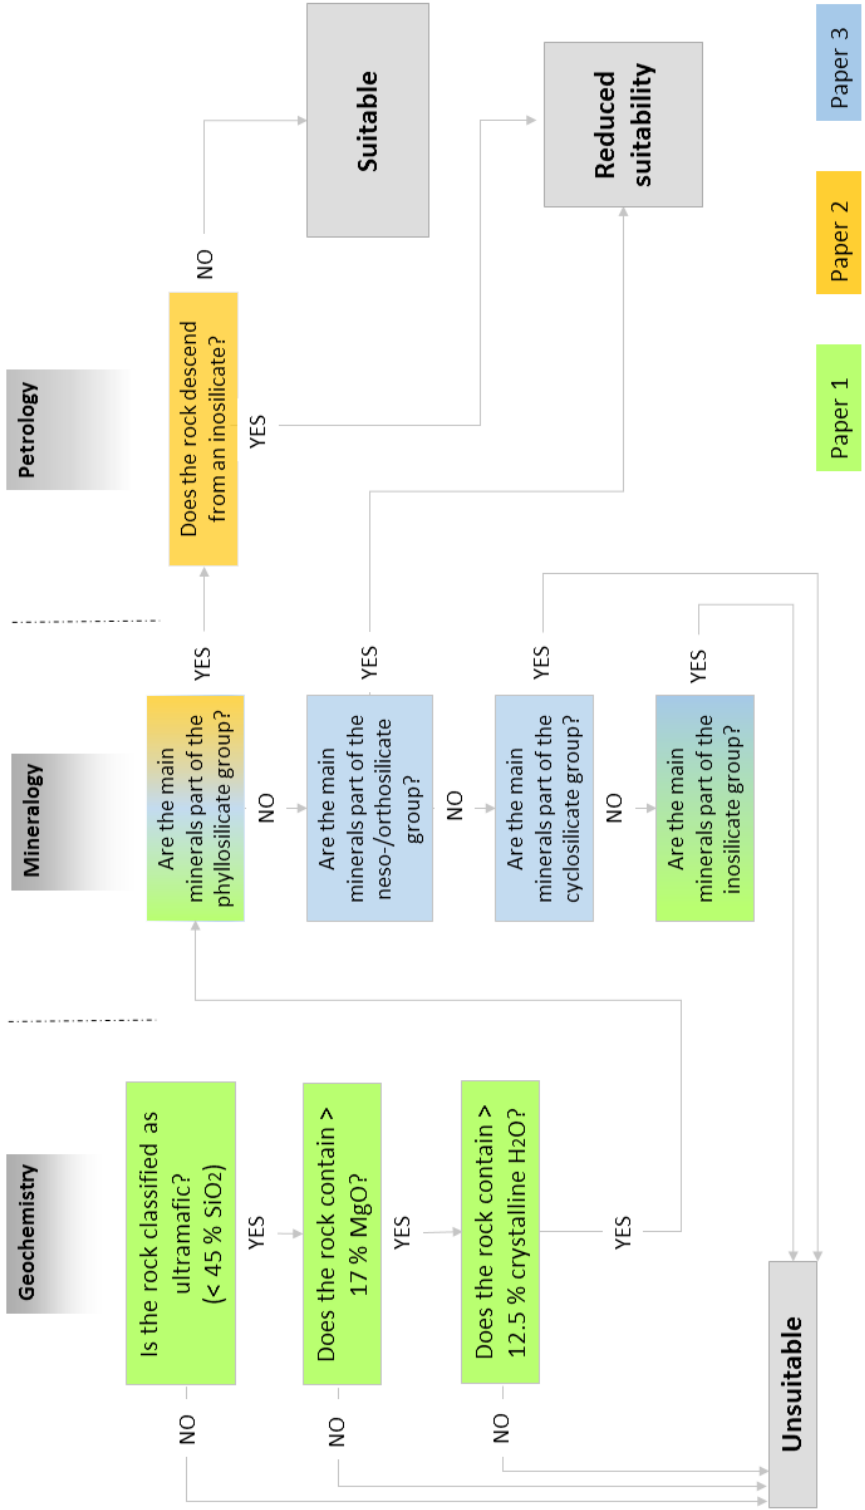 Geochemistry
Is the rock classified as
ultramafic?
(< 45 % SiO2)
NO
YES
Does the rock contain >
17 % MgO?
NO
YES
Does the rock contain >
12.5 % crystalline H2O?
NO
YES
Unsuitable
Mineralogy
Are the main
minerals part of the
phyllosilicate group?
YES
NO
Are the main
minerals part of the
neso-/orthosilicate
group?
YES
NO
Are the main
minerals part of the
cyclosilicate group?
YES
NO
Are the main
minerals part of the
inosilicate group?
YES
Petrology
Does the rock descend
from an inosilicate?
NO
YES
Suitable
Reduced
suitability
Paper 1
Paper 2
Paper 3